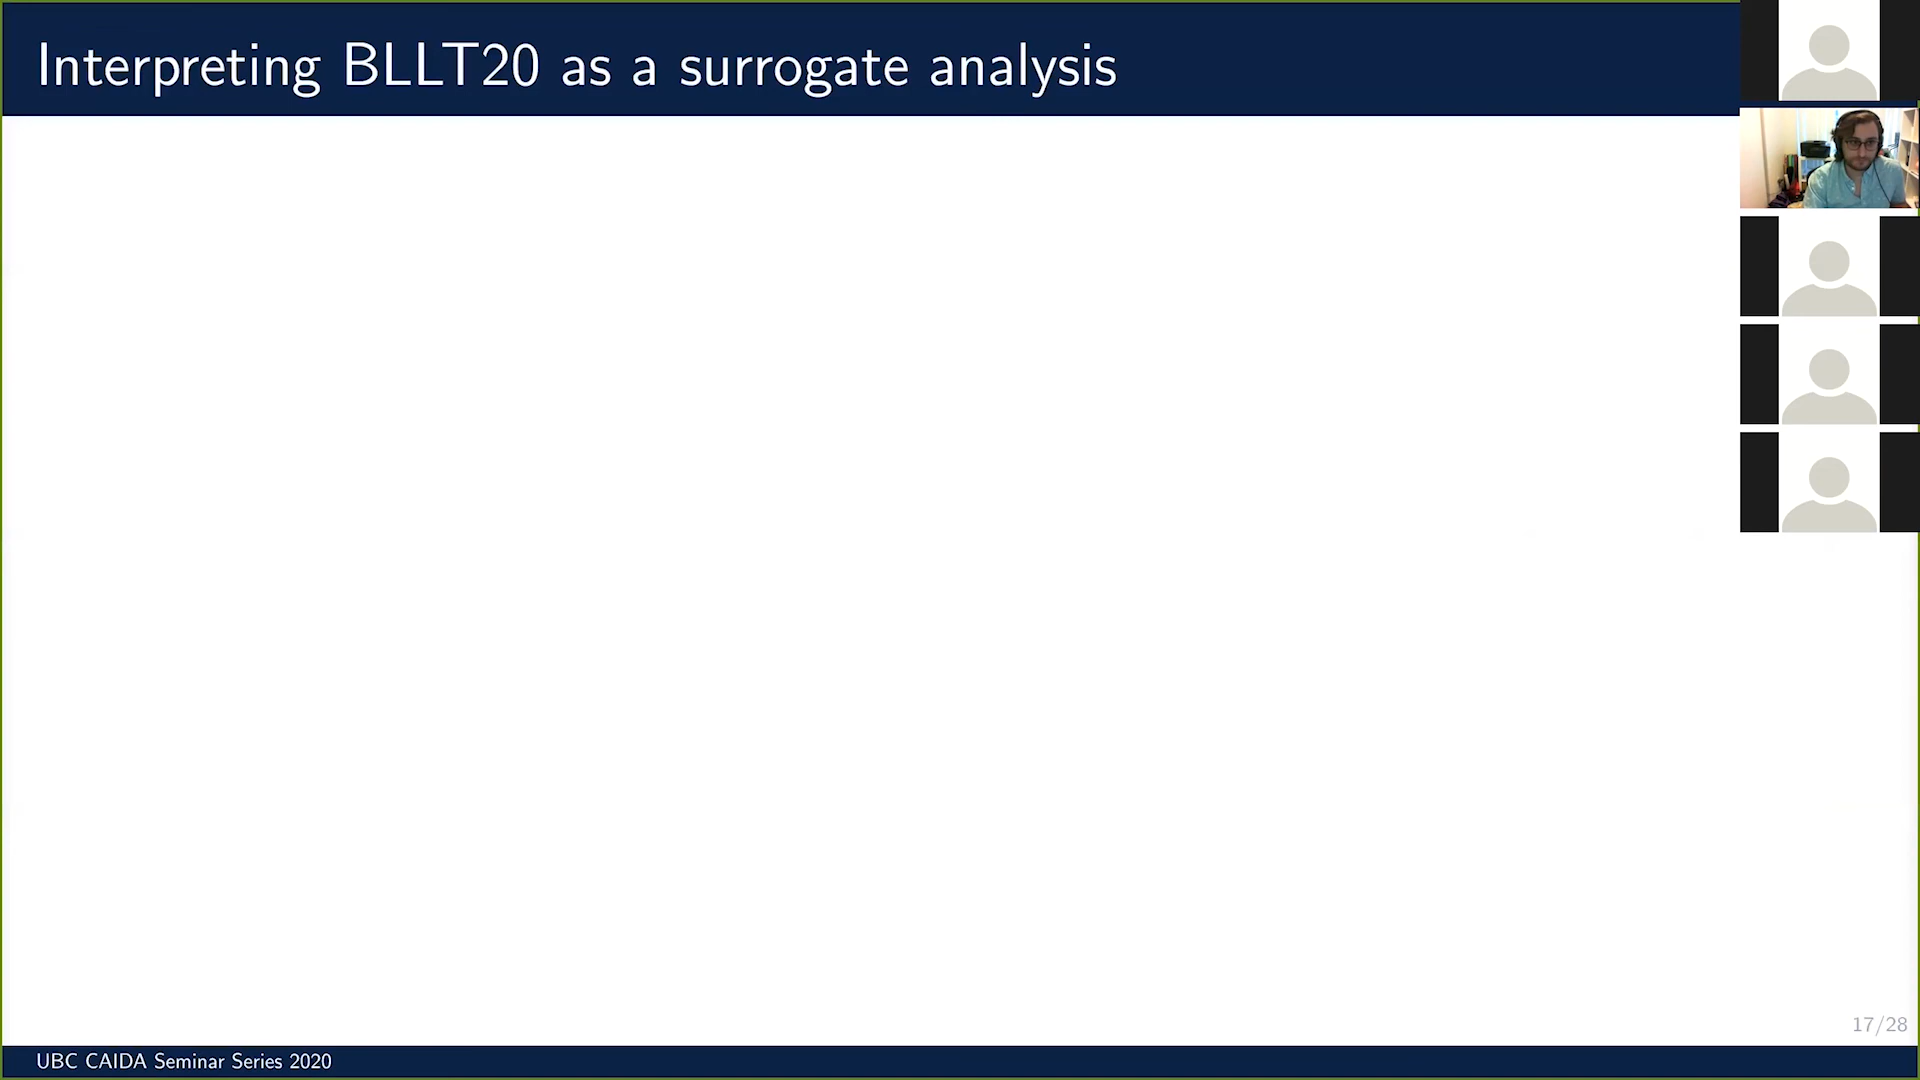 Interpreting BLLT20 as a surrogate analysis
17/28
UBC CAIDA Seminar Series 2020